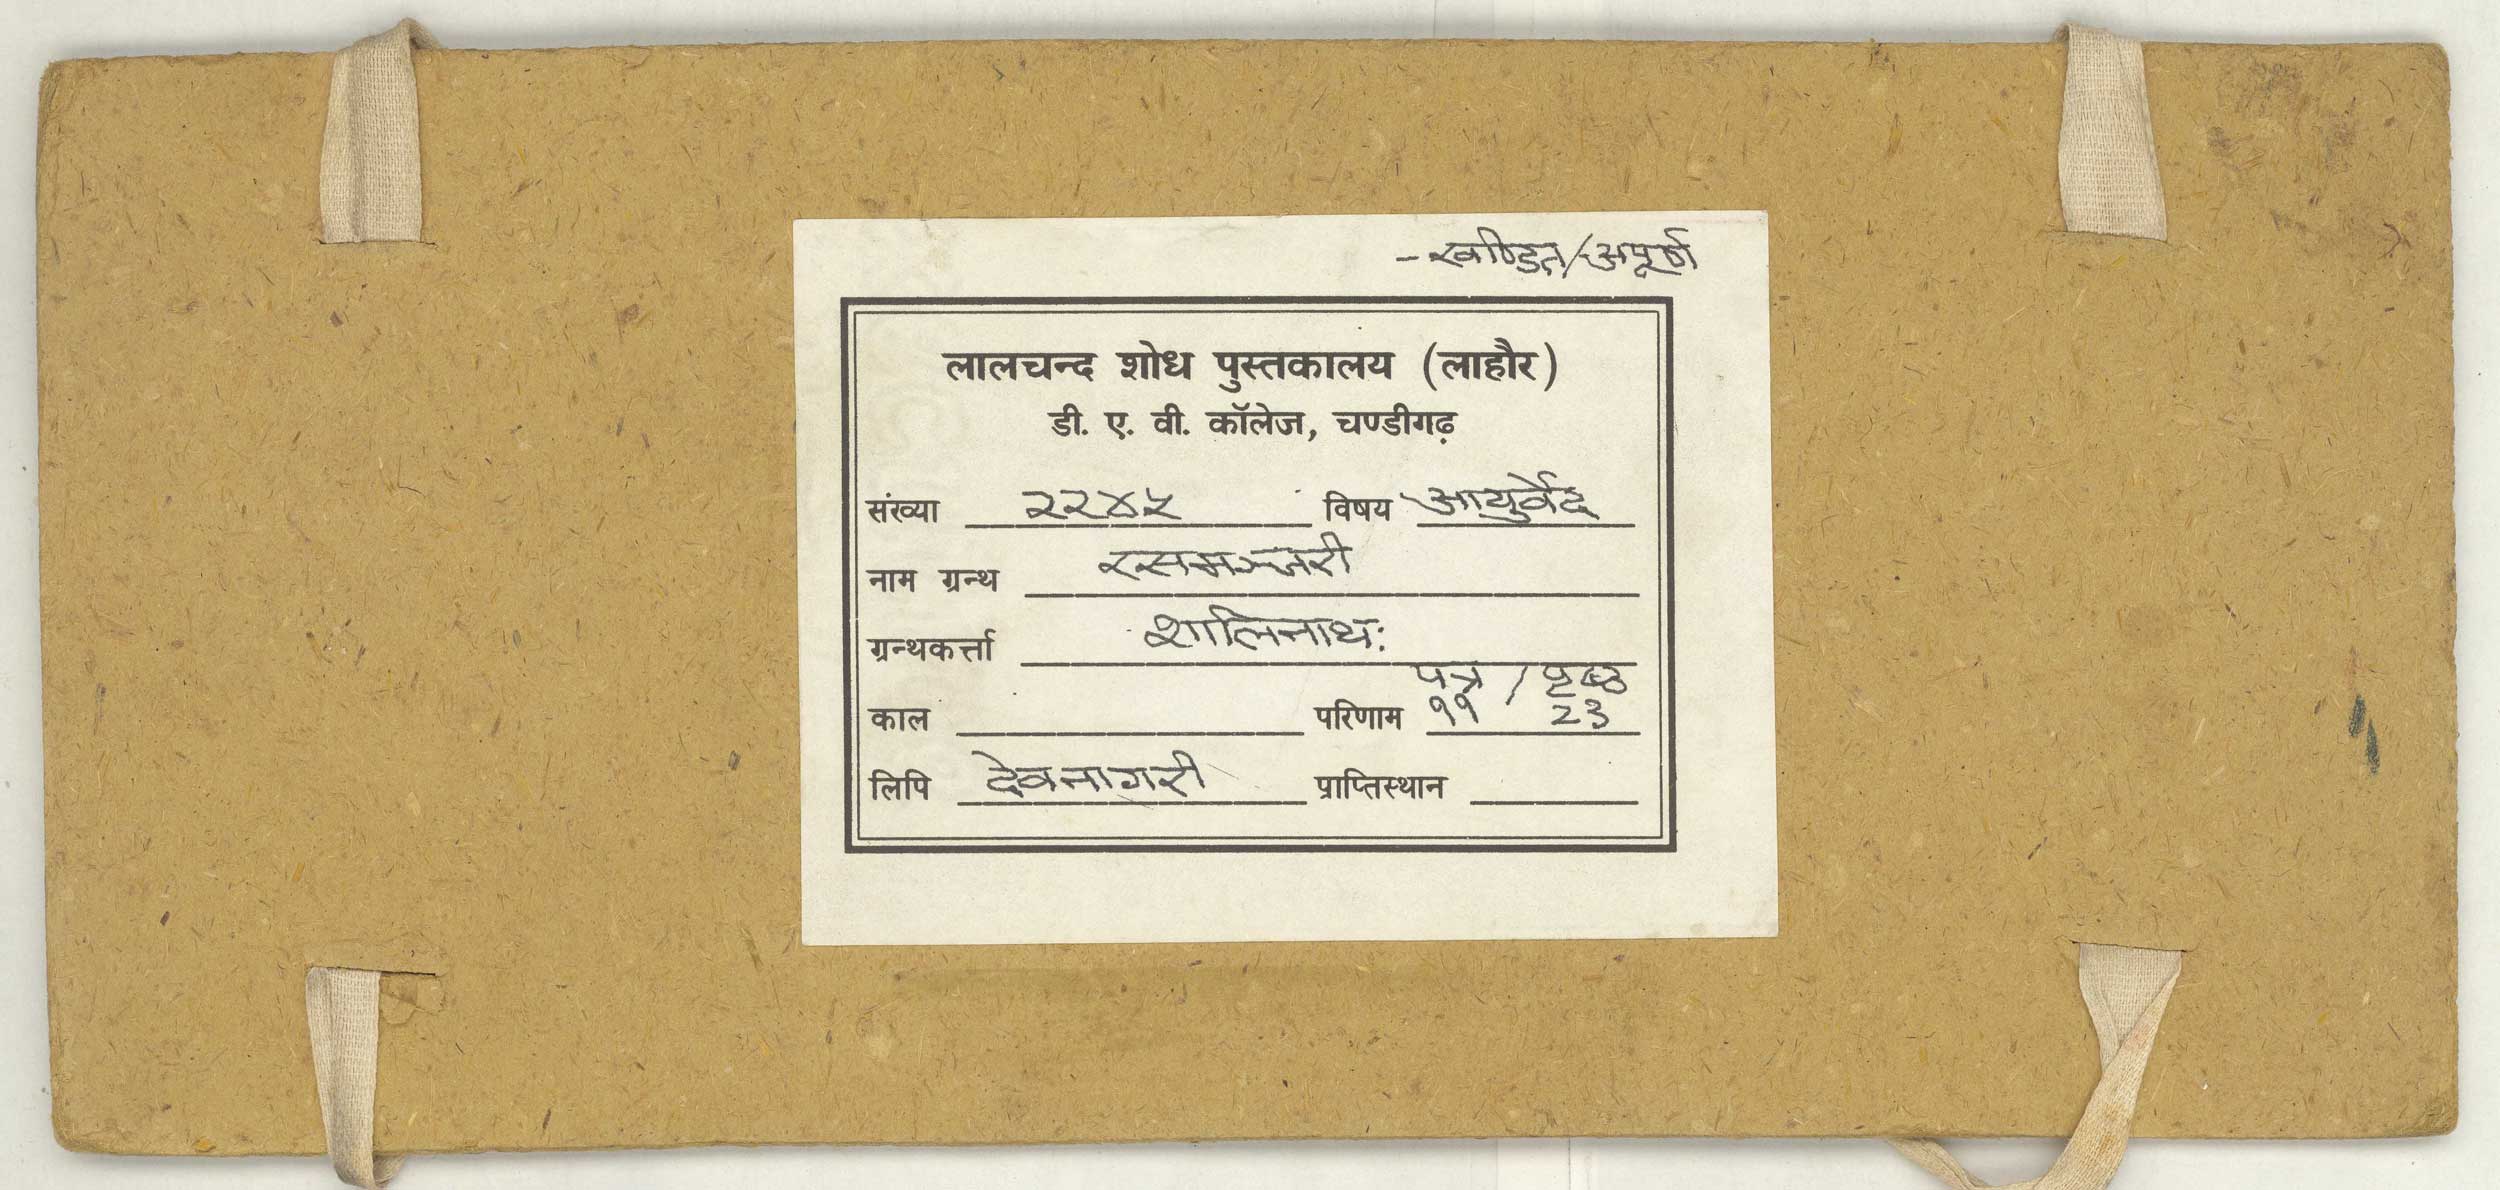 -खण्डित/अपूर्ण
लालचन्द शोध पुस्तकालय (लाहौर)
डी. ए. वी. कॉलेज, चण्डीगढ़
संख्या २२४५ विषय आयुर्वेद
नाम ग्रन्थ रसमञ्जरी
ग्रन्थकर्त्ता शालिनाथः
पत्र / पृष्ठ
काल परिणाम ११ 23
लिपि देवनागरी प्राप्तिस्थान